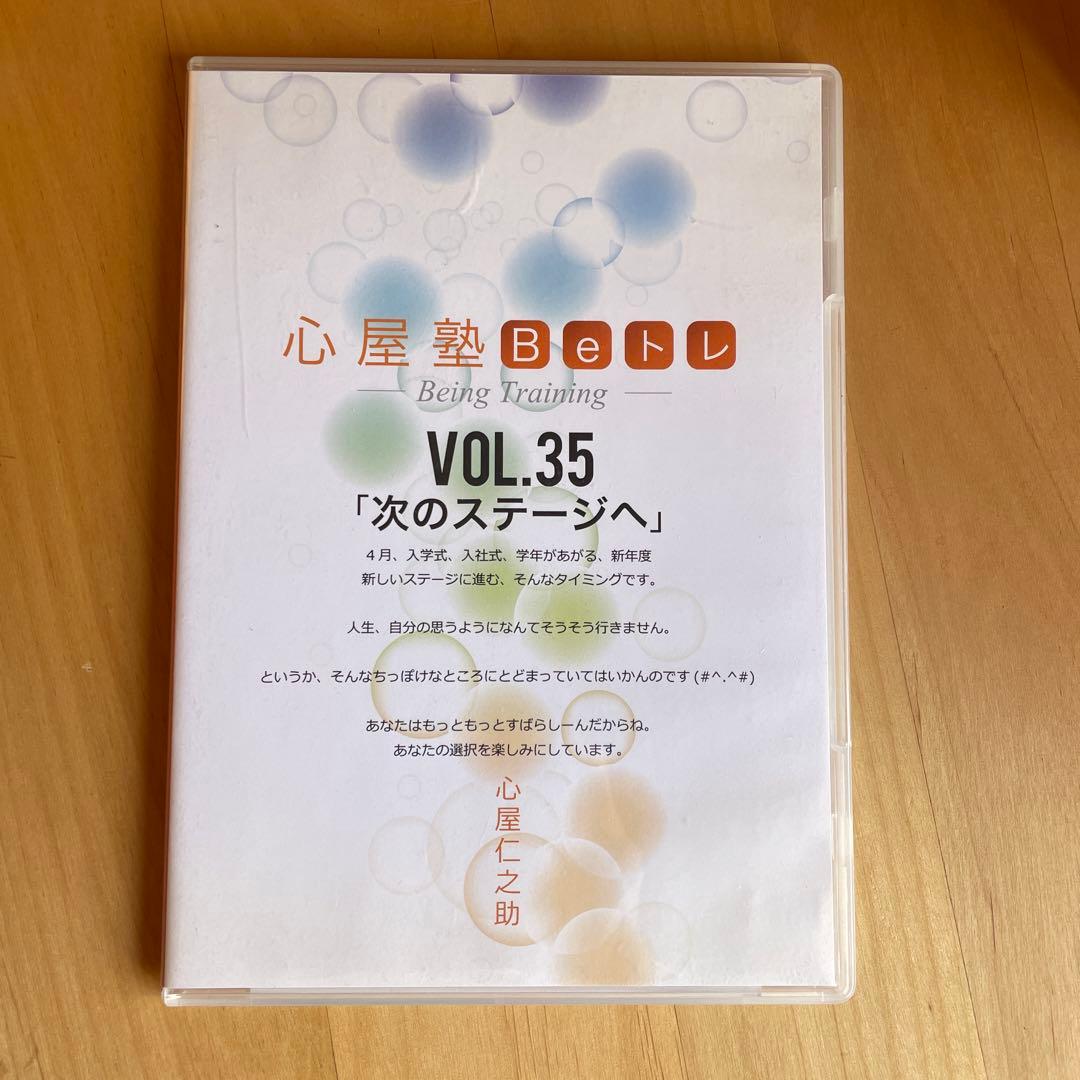 心屋塾Beトレ
Being Training
VOL.35
「次のステージへ」
4月、入学式、入社式、学年があがる、新年度
新しいステージに進む、そんなタイミングです。
人生、自分の思うようになんてそうそう行きません。
というか、そんなちっぽけなところにとどまっていてはいかんのです(#^.^#)
あなたはもっともっとすばらしーんだからね。
あなたの選択を楽しみにしています。
心屋仁之助